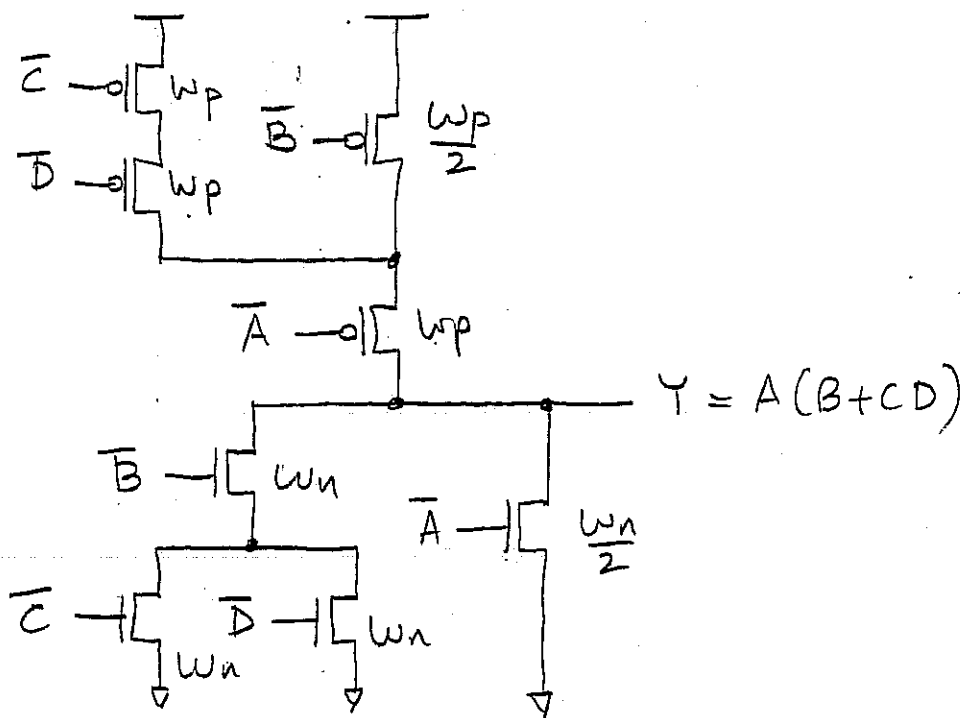 C̅ Wp
B̅ Wp/2
D̅ Wp
A̅ Wp
Y = A(B+CD)
B̅ Wn
A̅ Wn/2
C̅ Wn
D̅ Wn